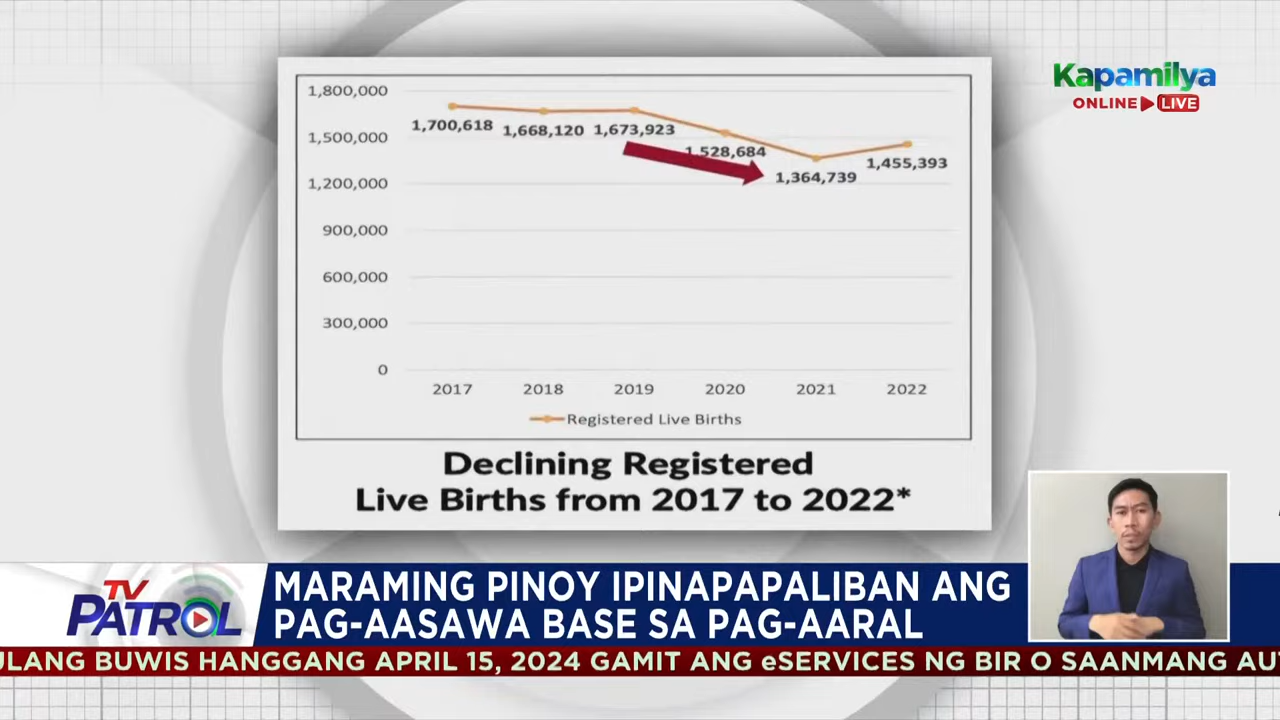 Kapamilya
ONLINE LIVE
1,800,000
1,500,000
1,200,000
900,000
600,000
300,000
0
1,700,618
1,668,120
1,673,923
1,528,684
1,364,739
1,455,393
2017 2018 2019 2020 2021 2022
Registered Live Births
Declining Registered
Live Births from 2017 to 2022*
TV
PATROL
MARAMING PINOY IPINAPAPALIBAN ANG
PAG-AASAWA BASE SA PAG-AARAL
ULANG BUWIS HANGGANG APRIL 15, 2024 GAMIT ANG eSERVICES NG BIR O SAANMANG AU